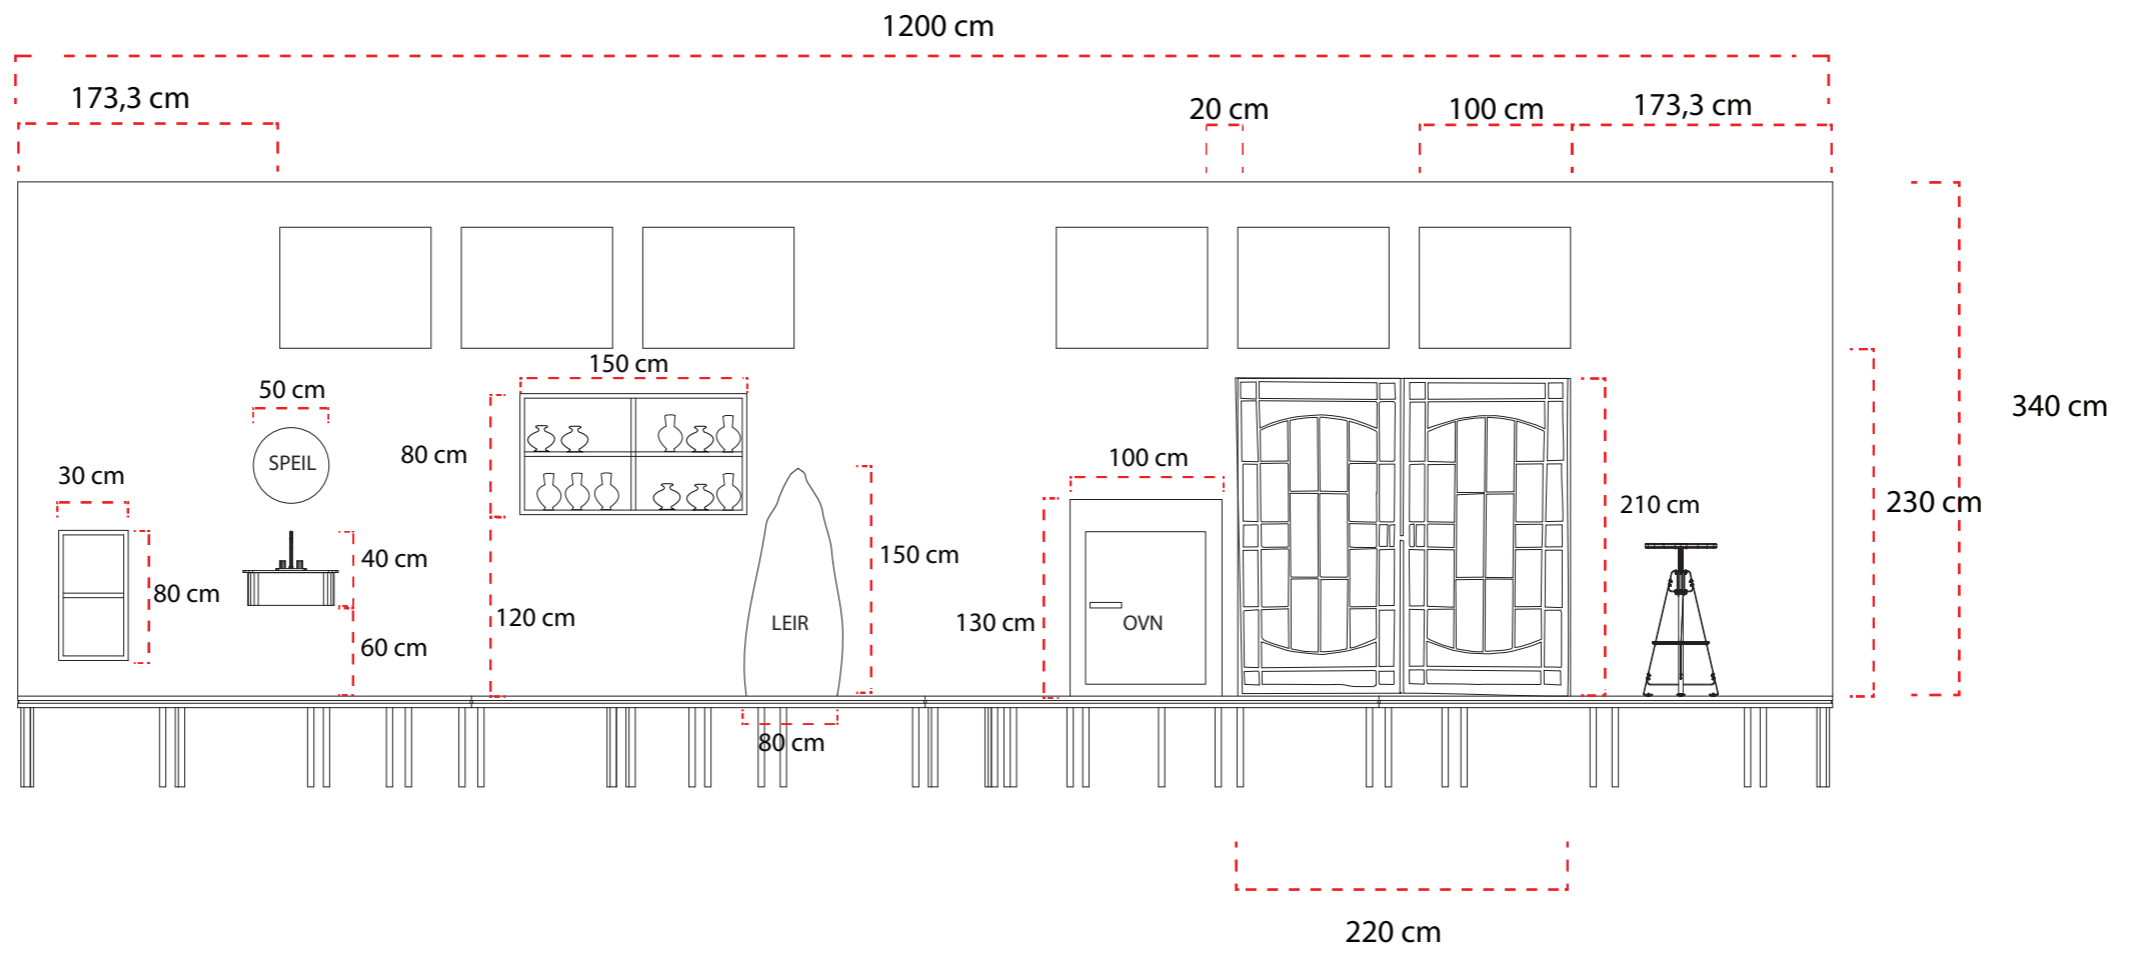 1200 cm
173,3 cm
20 cm
100 cm
173,3 cm
150 cm
50 cm
340 cm
80 cm
SPEIL
100 cm
30 cm
210 cm
230 cm
40 cm
150 cm
80 cm
120 cm
LEIR
130 cm
OVN
60 cm
80 cm
220 cm